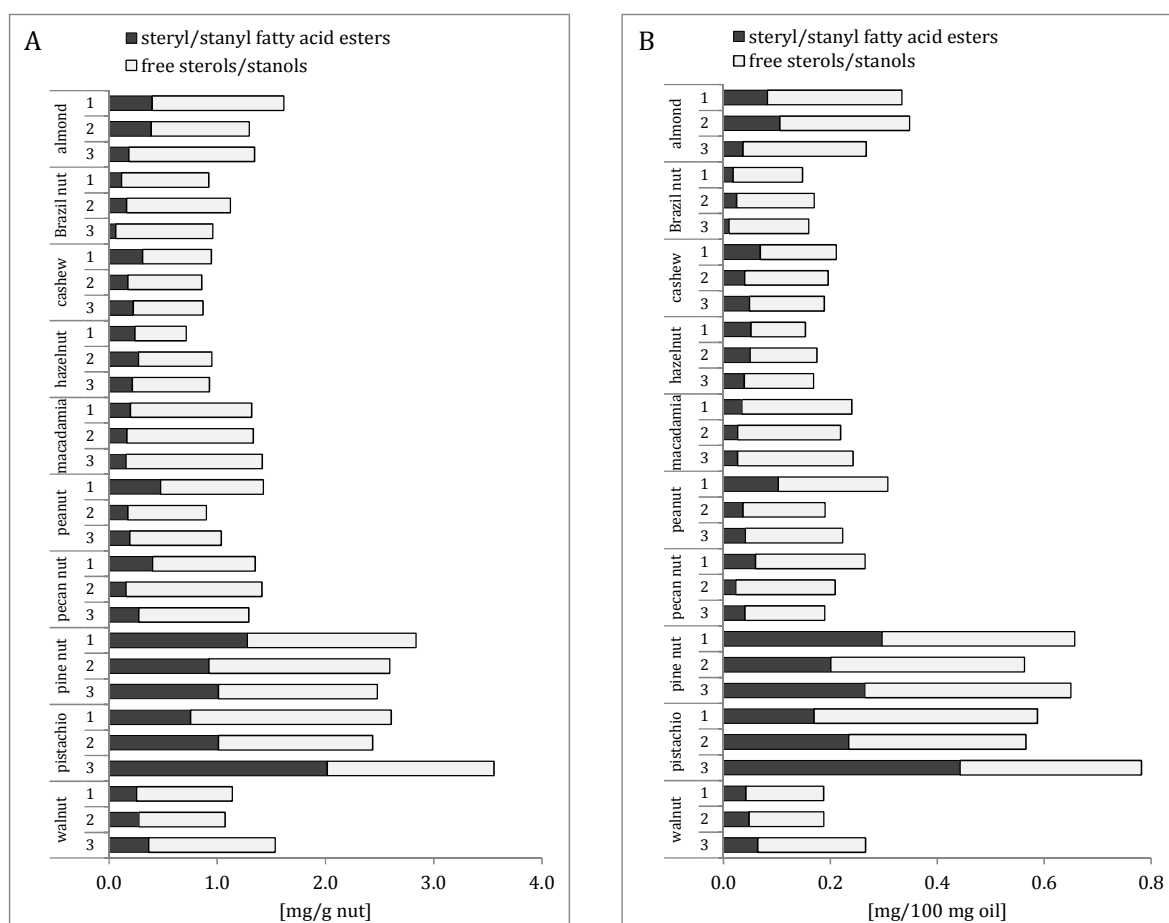 A
steryl/stanyl fatty acid esters
free sterols/stanols
almond
1
2
3
Brazil nut
1
2
3
cashew
1
2
3
hazelnut
1
2
3
macadamia
1
2
3
peanut
1
2
3
pecan nut
1
2
3
pine nut
1
2
3
pistachio
1
2
3
walnut
1
2
3
0.0 1.0 2.0 3.0 4.0
[mg/g nut]
B
steryl/stanyl fatty acid esters
free sterols/stanols
almond
1
2
3
Brazil nut
1
2
3
cashew
1
2
3
hazelnut
1
2
3
macadamia
1
2
3
peanut
1
2
3
pecan nut
1
2
3
pine nut
1
2
3
pistachio
1
2
3
walnut
1
2
3
0.0 0.2 0.4 0.6 0.8
[mg/100 mg oil]